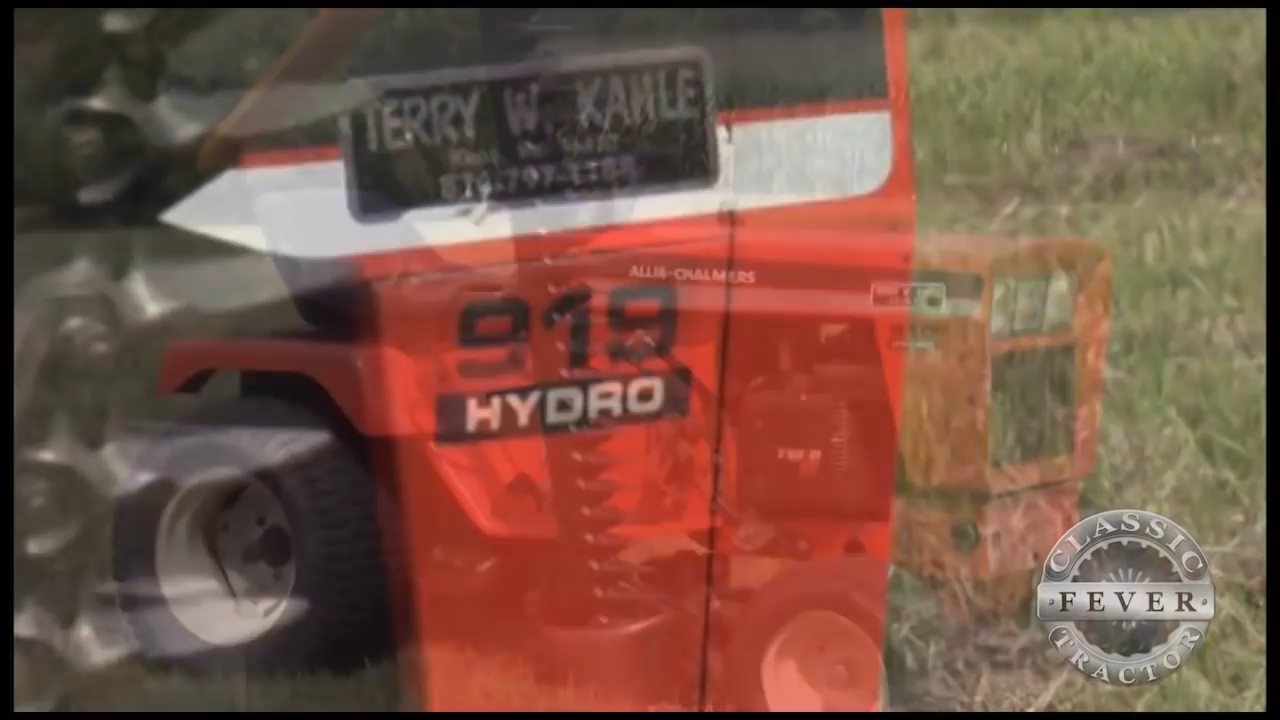 TERRY W. KAHLE
ALLIS-CHALMERS
919
HYDRO
CLASSIC
FEVER
TRACTOR